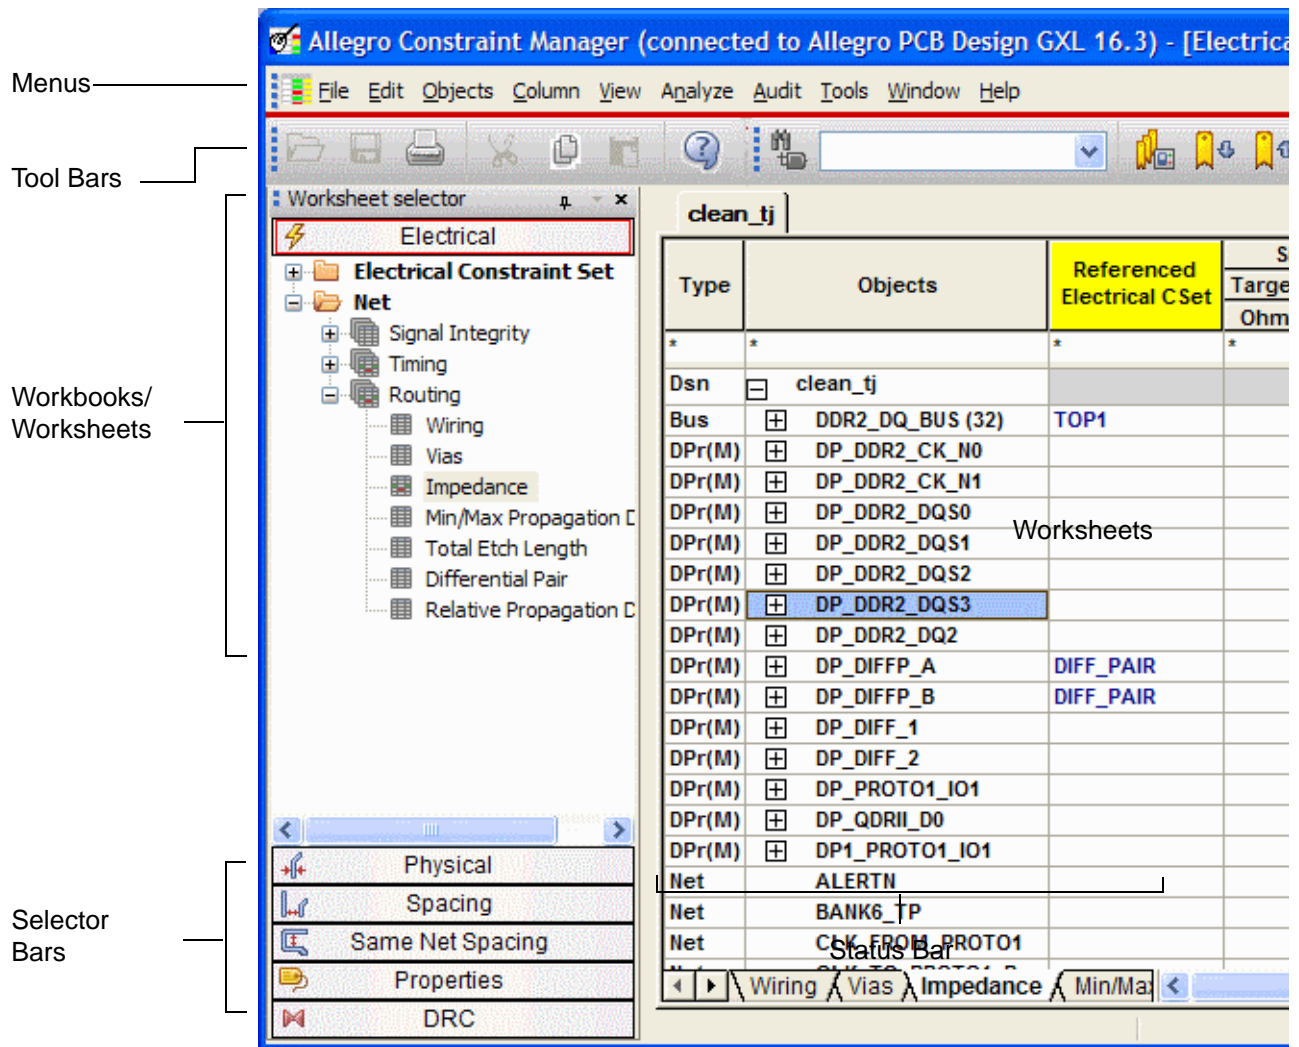 Allegro Constraint Manager (connected to Allegro PCB Design GXL 16.3) - [Electrica
Menus
File Edit Objects Column View Analyze Audit Tools Window Help
Tool Bars
Worksheet selector
clean_tj
Electrical
Electrical Constraint Set
Net
Signal Integrity
Timing
Routing
Wiring
Vias
Impedance
Min/Max Propagation D
Total Etch Length
Differential Pair
Relative Propagation D
Workbooks/
Worksheets
Physical
Spacing
Same Net Spacing
Properties
DRC
Selector
Bars
Type Objects Referenced Electrical CSet S Targe Ohm
* * * *
Dsn clean_tj
Bus DDR2_DQ_BUS (32) TOP1
DPr(M) DP_DDR2_CK_N0
DPr(M) DP_DDR2_CK_N1
DPr(M) DP_DDR2_DQS0
Worksheets
DPr(M) DP_DDR2_DQS1
DPr(M) DP_DDR2_DQS2
DPr(M) DP_DDR2_DQS3
DPr(M) DP_DDR2_DQ2
DPr(M) DP_DIFFP_A DIFF_PAIR
DPr(M) DP_DIFFP_B DIFF_PAIR
DPr(M) DP_DIFF_1
DPr(M) DP_DIFF_2
DPr(M) DP_PROTO1_IO1
DPr(M) DP_QDRII_D0
DPr(M) DP1_PROTO1_IO1
Net ALERTN
Net BANK6_TP
Net CLK_FROM_PROTO1
Status Bar
Wiring Vias Impedance Min/Max